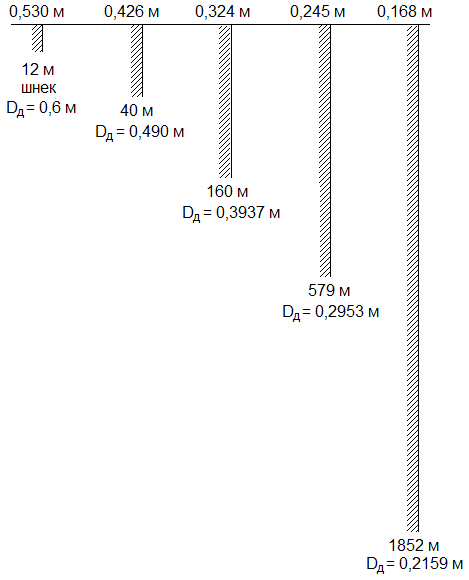 0,530 м 0,426 м 0,324 м 0,245 м 0,168 м
12 м
шнек
Dд = 0,6 м
40 м
Dд = 0,490 м
160 м
Dд = 0,3937 м
579 м
Dд = 0,2953 м
1852 м
Dд = 0,2159 м